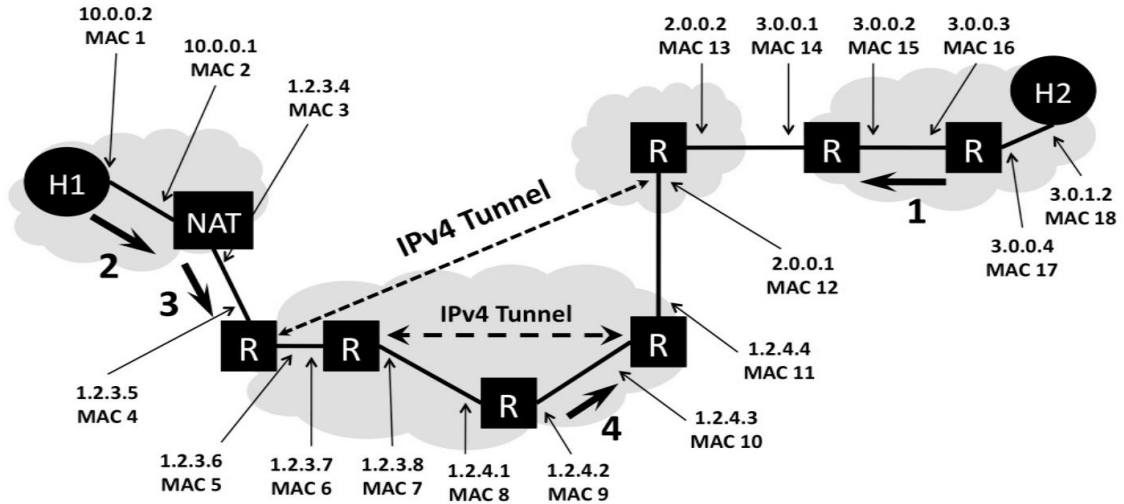 10.0.0.2
MAC 1
10.0.0.1
MAC 2
1.2.3.4
MAC 3
2.0.0.2
MAC 13
3.0.0.1
MAC 14
3.0.0.2
MAC 15
3.0.0.3
MAC 16
H2
R
R
R
H1
NAT
IPv4 Tunnel
1
2
3
3.0.1.2
MAC 18
3.0.0.4
MAC 17
2.0.0.1
MAC 12
IPv4 Tunnel
R
R
R
R
4
1.2.3.5
MAC 4
1.2.4.4
MAC 11
1.2.4.3
MAC 10
1.2.3.6
MAC 5
1.2.3.7
MAC 6
1.2.3.8
MAC 7
1.2.4.1
MAC 8
1.2.4.2
MAC 9